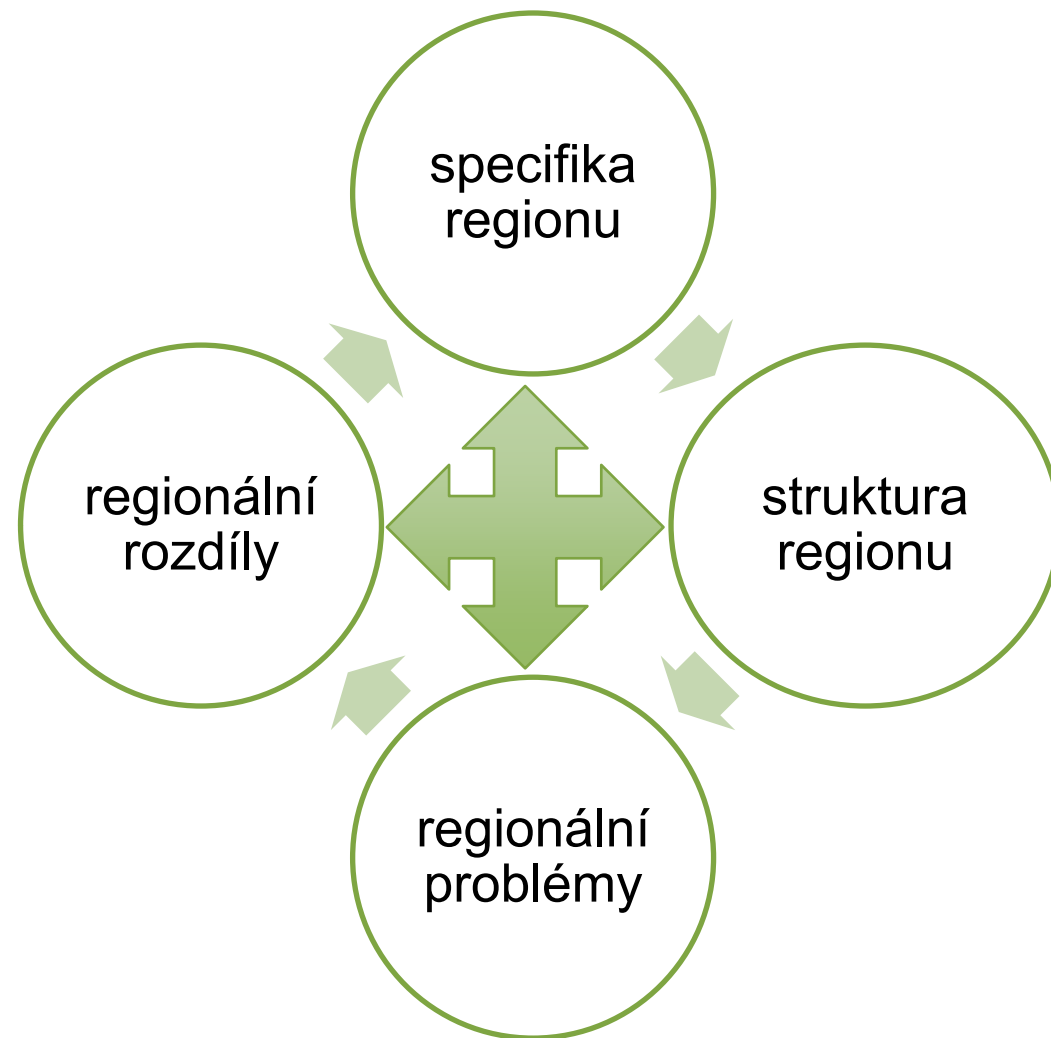 specifika
regionu
regionální
rozdíly
struktura
regionu
regionální
problémy